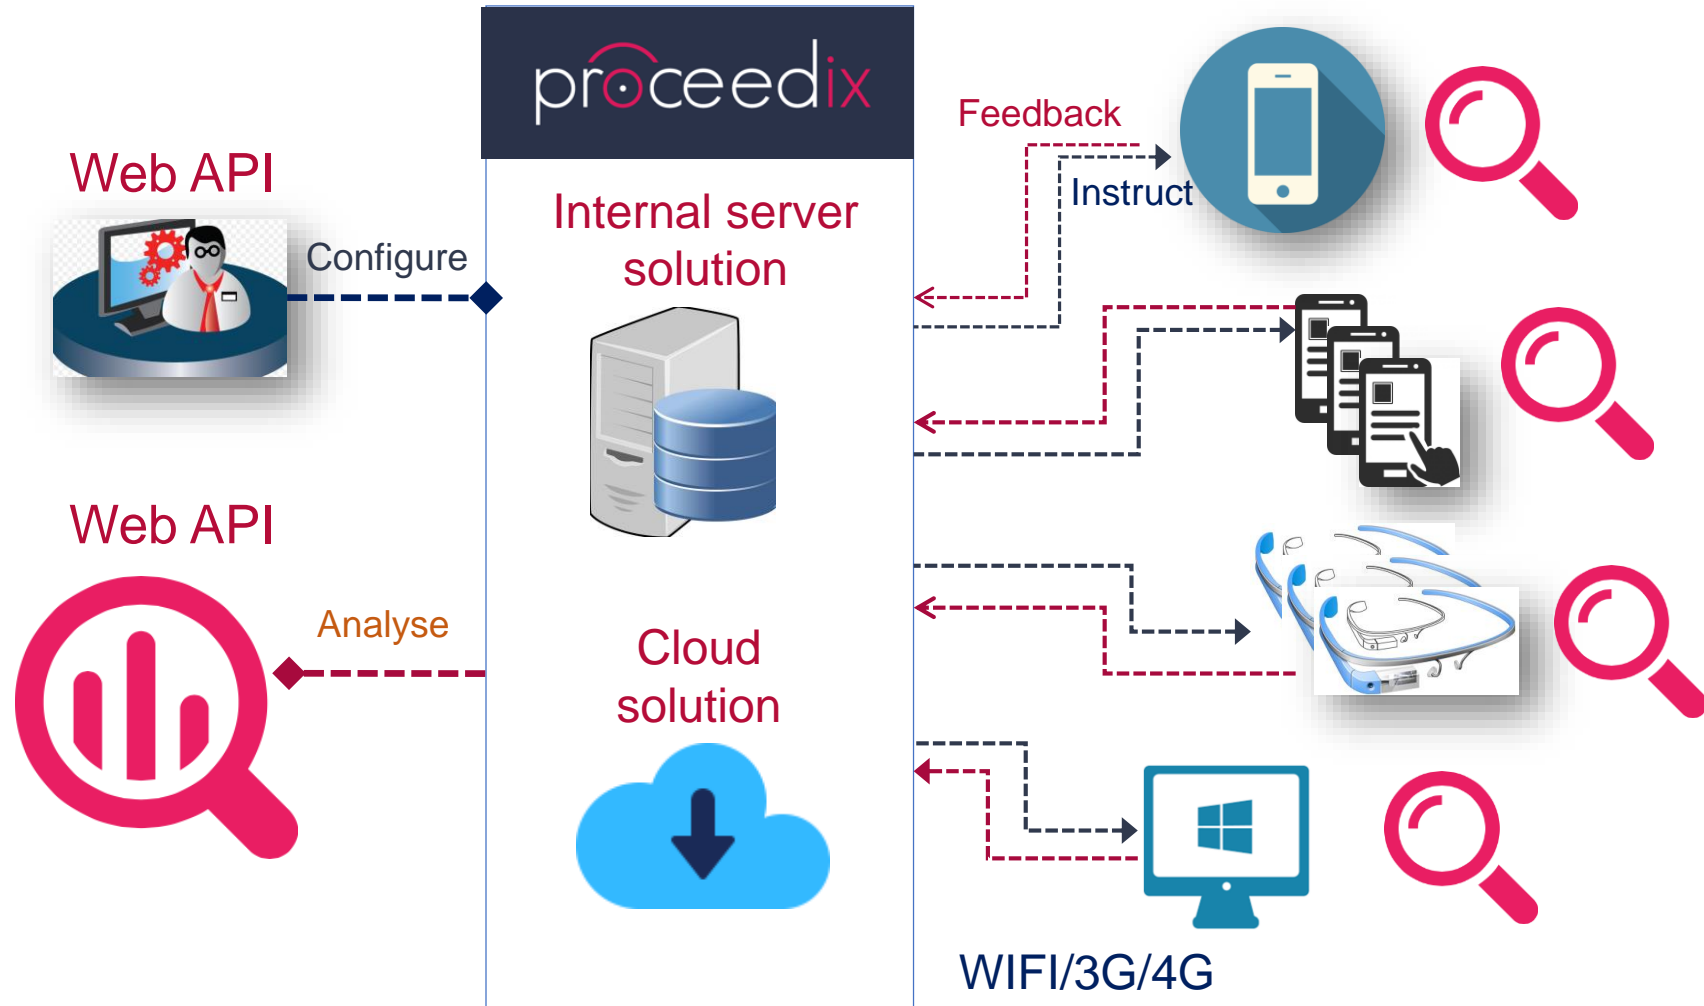 proceedix
Feedback
Instruct
Web API
Configure
Internal server
solution
Web API
Analyse
Cloud
solution
WIFI/3G/4G